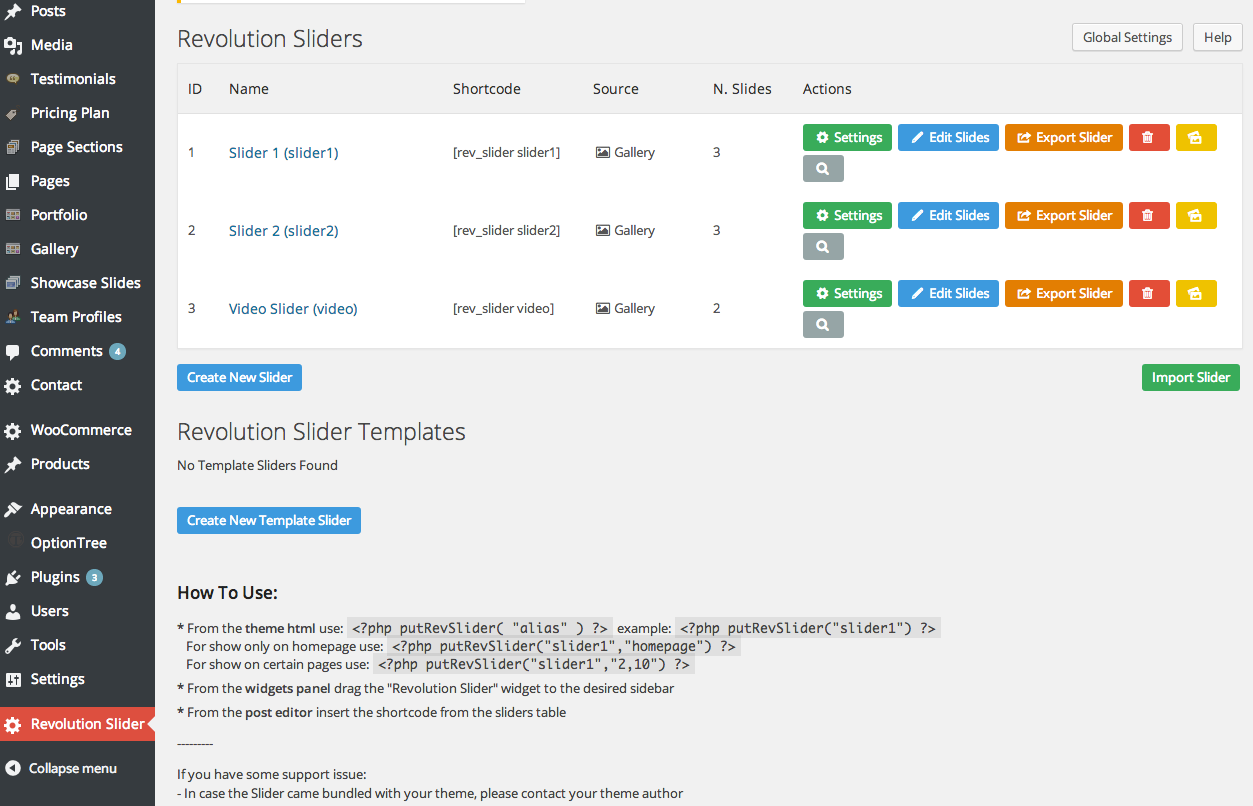 Posts
Media
Testimonials
Pricing Plan
Page Sections
Pages
Portfolio
Gallery
Showcase Slides
Team Profiles
Comments 4
Contact
WooCommerce
Products
Appearance
OptionTree
Plugins 3
Users
Tools
Settings
Revolution Slider
Collapse menu
Revolution Sliders
Global Settings Help
ID Name Shortcode Source N. Slides Actions
1 Slider 1 (slider1) [rev_slider slider1] Gallery 3 Settings Edit Slides Export Slider
2 Slider 2 (slider2) [rev_slider slider2] Gallery 3 Settings Edit Slides Export Slider
3 Video Slider (video) [rev_slider video] Gallery 2 Settings Edit Slides Export Slider
Create New Slider Import Slider
Revolution Slider Templates
No Template Sliders Found
Create New Template Slider
How To Use:
* From the theme html use: <?php putRevSlider( "alias" ) ?> example: <?php putRevSlider("slider1") ?>
For show only on homepage use: <?php putRevSlider("slider1","homepage") ?>
For show on certain pages use: <?php putRevSlider("slider1","2,10") ?>
* From the widgets panel drag the "Revolution Slider" widget to the desired sidebar
* From the post editor insert the shortcode from the sliders table
---------
If you have some support issue:
- In case the Slider came bundled with your theme, please contact your theme author